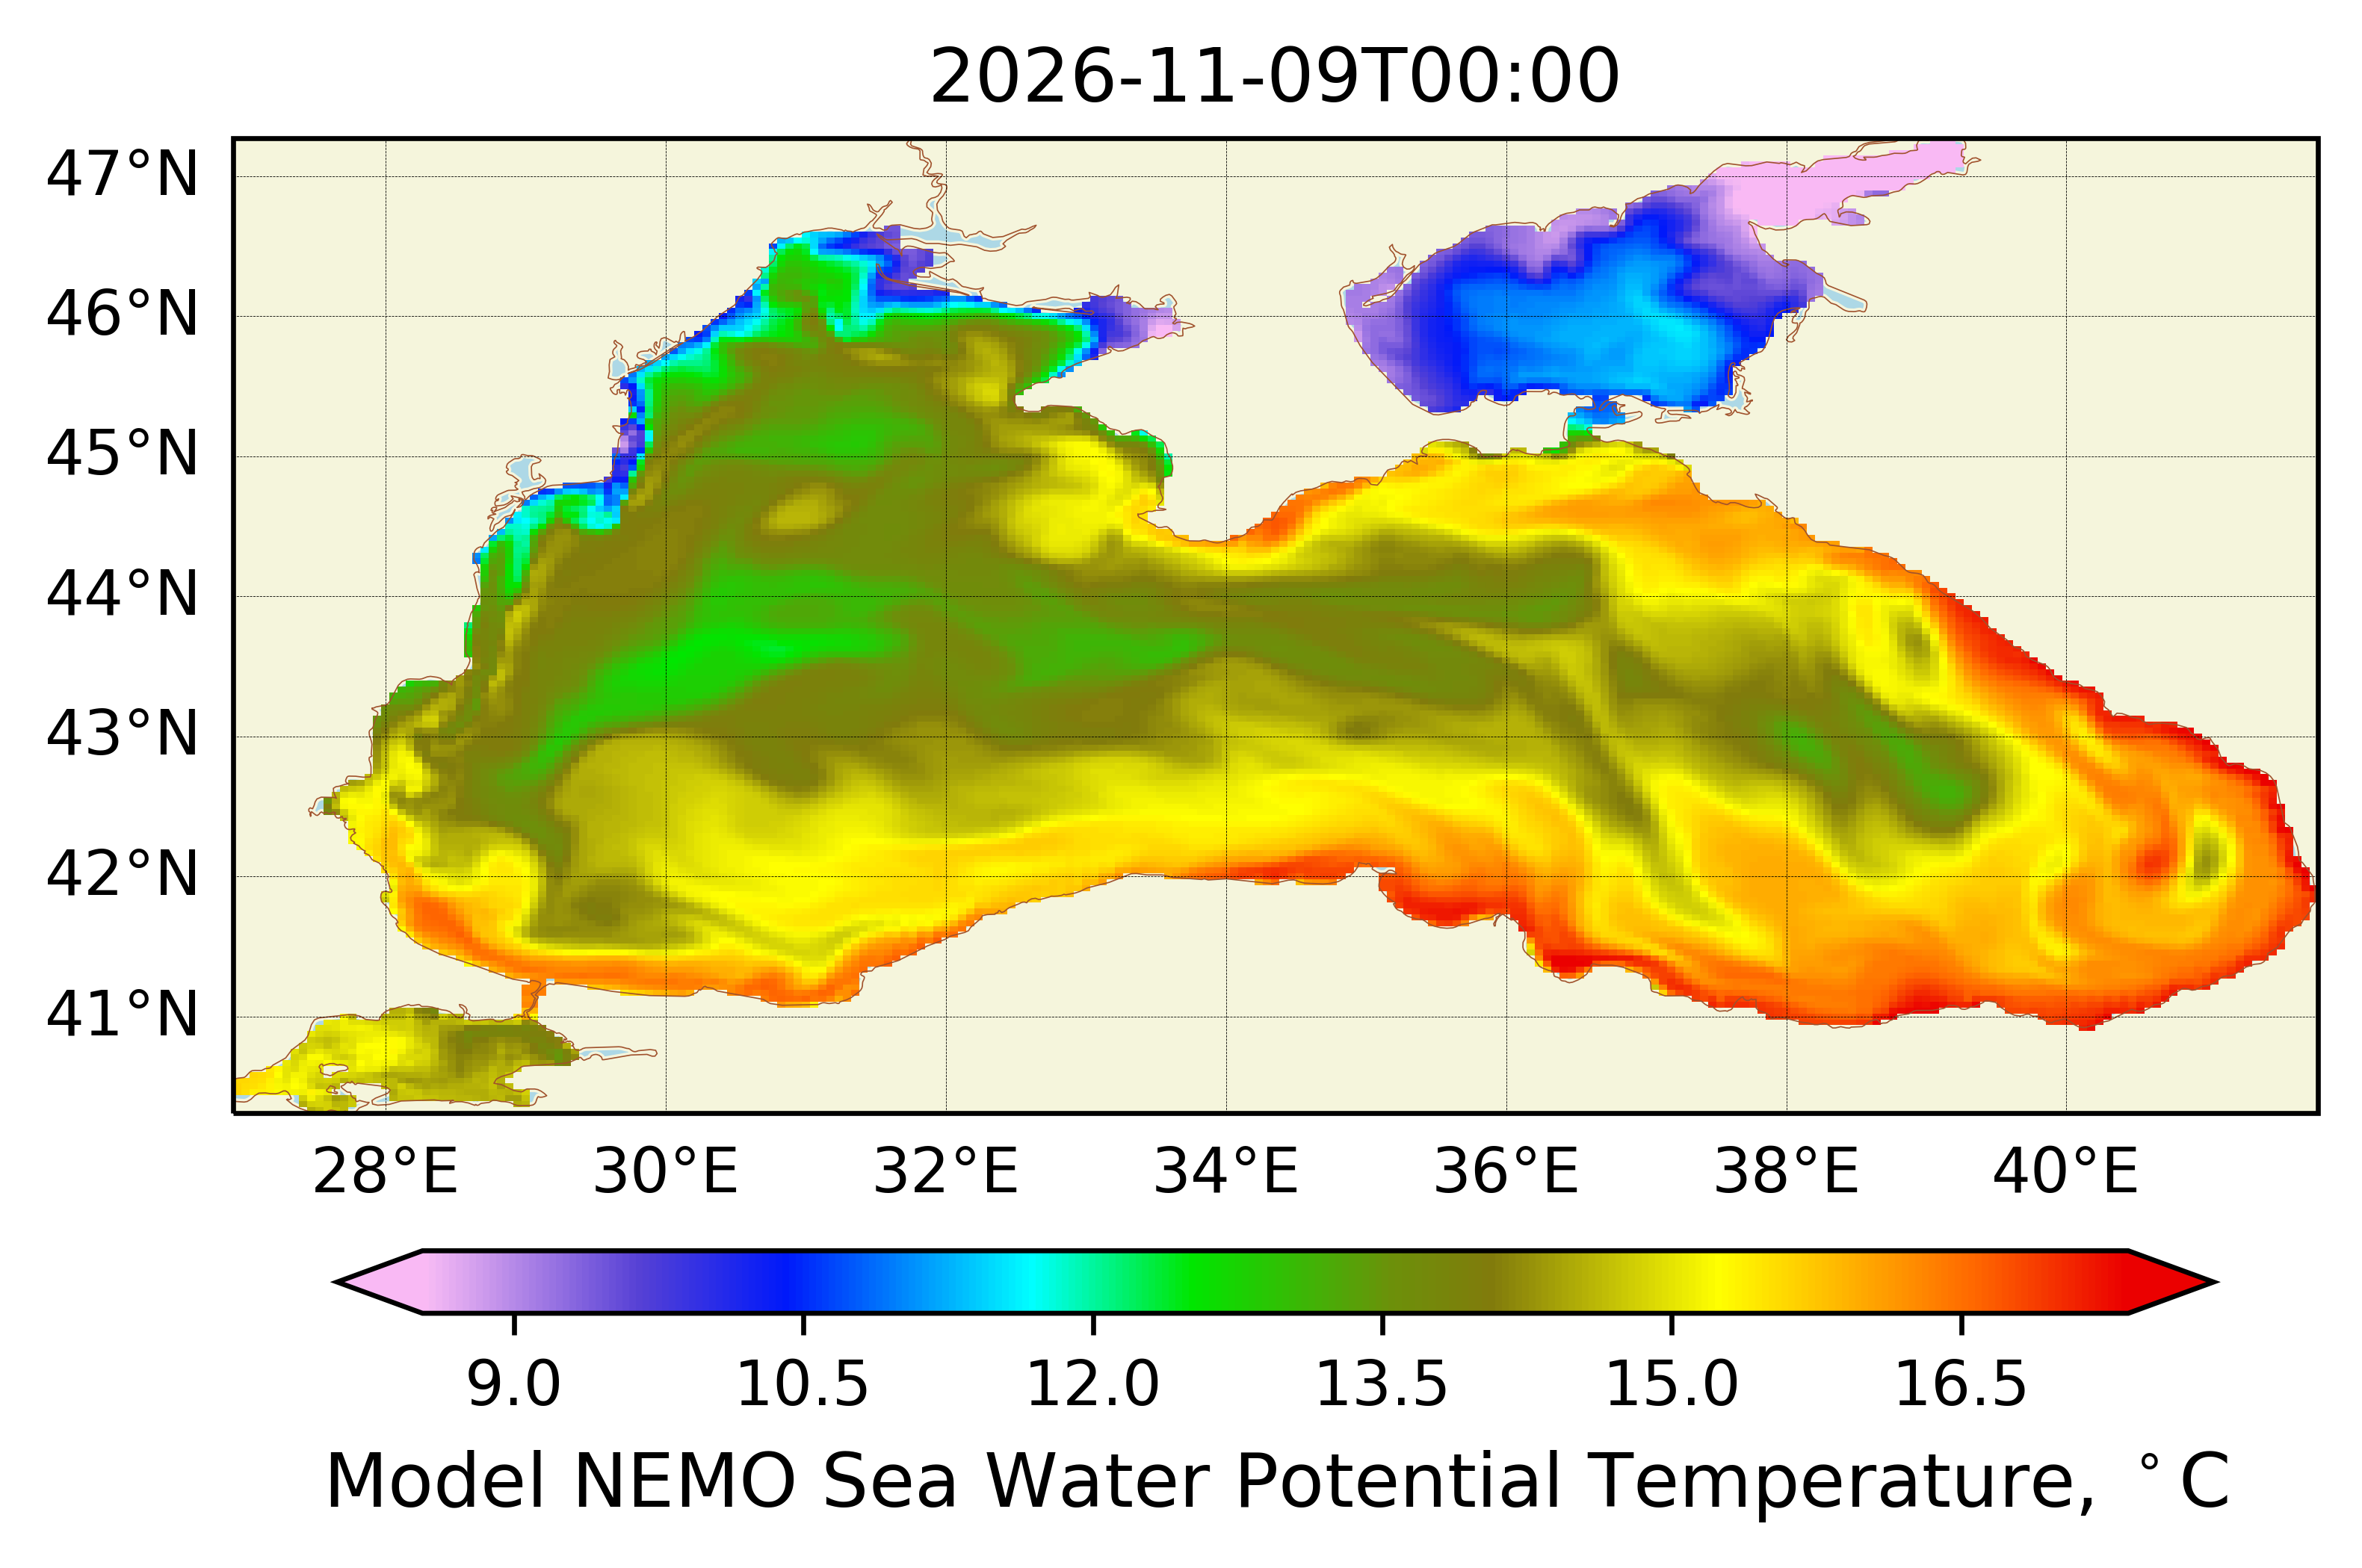 2026-11-09T00:00
47°N
46°N
45°N
44°N
43°N
42°N
41°N
28°E 30°E 32°E 34°E 36°E 38°E 40°E
9.0 10.5 12.0 13.5 15.0 16.5
Model NEMO Sea Water Potential Temperature, °C